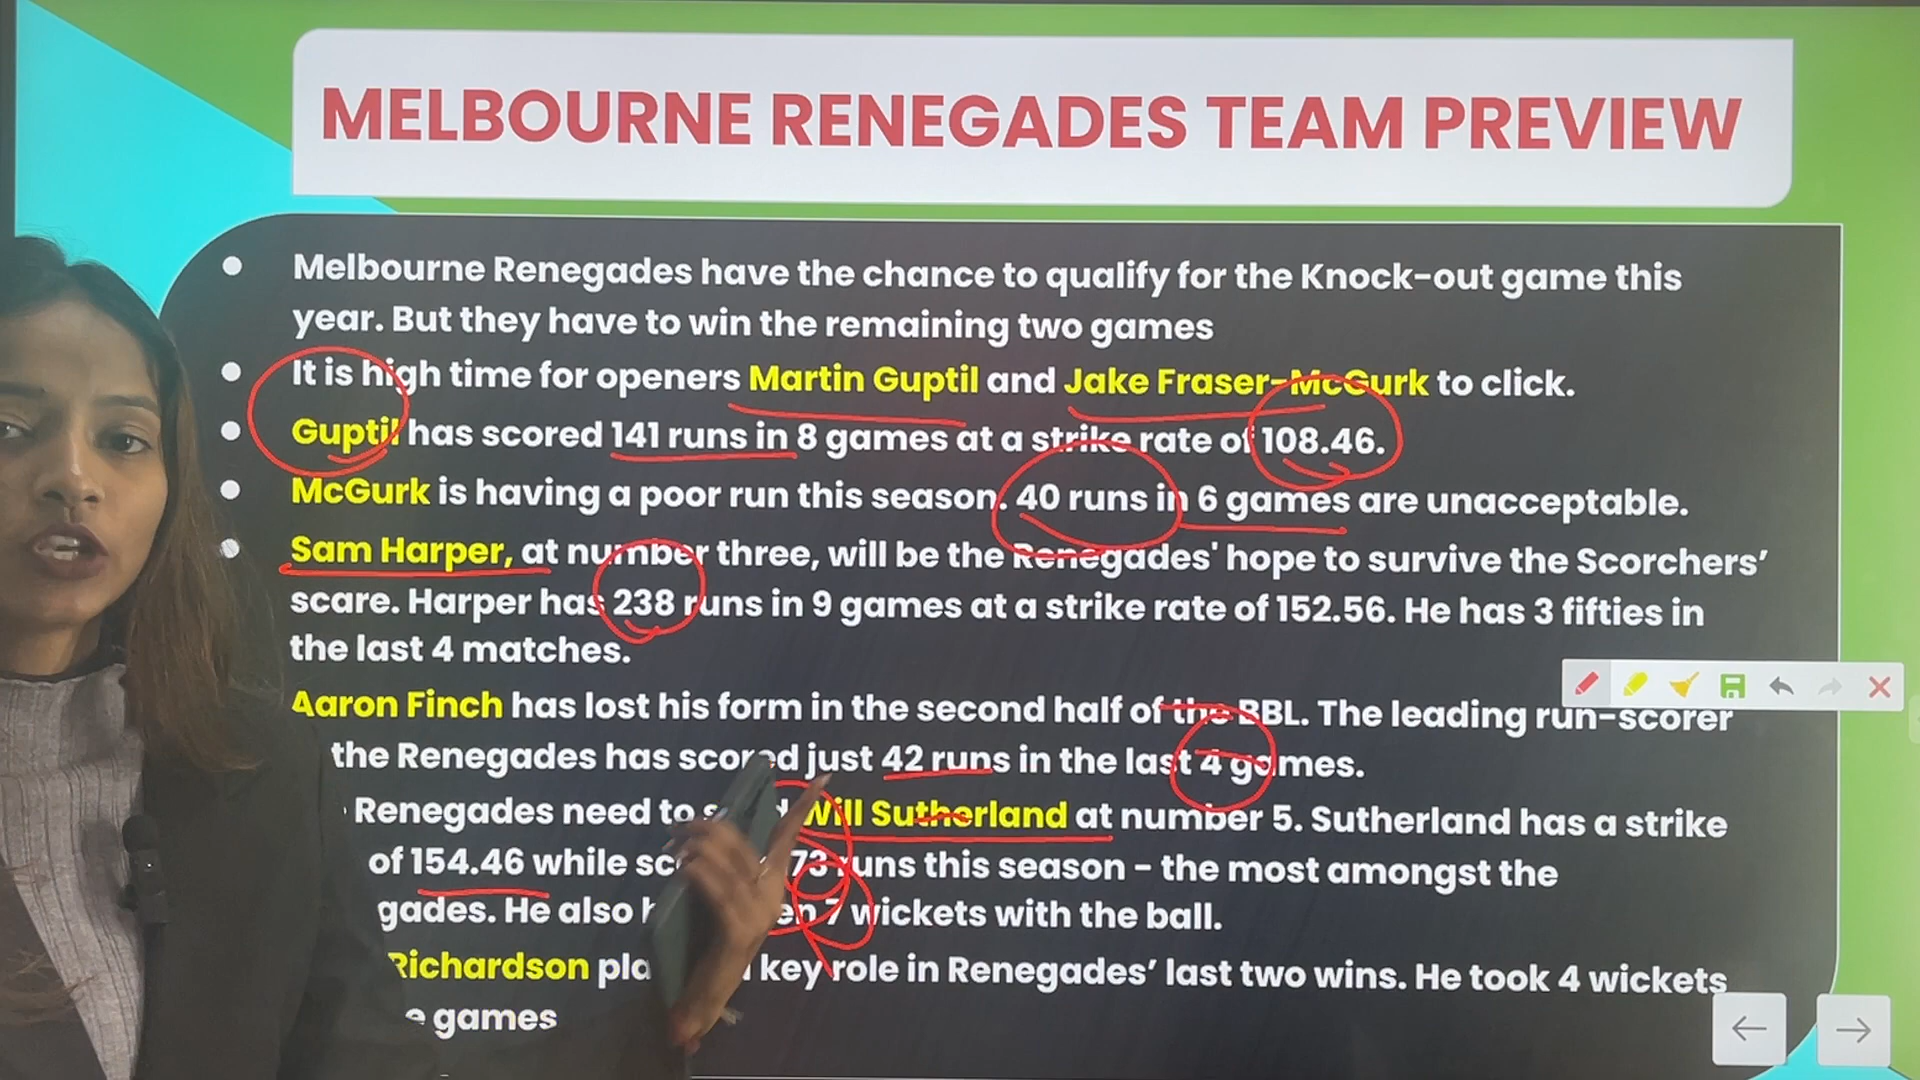 MELBOURNE RENEGADES TEAM PREVIEW
Melbourne Renegades have the chance to qualify for the Knock-out game this
year. But they have to win the remaining two games
It is high time for openers Martin Guptil and Jake Fraser-McGurk to click.
Guptil has scored 141 runs in 8 games at a strike rate of 108.46.
McGurk is having a poor run this season. 40 runs in 6 games are unacceptable.
Sam Harper, at number three, will be the Renegades' hope to survive the Scorchers’
scare. Harper has 238 runs in 9 games at a strike rate of 152.56. He has 3 fifties in
the last 4 matches.
Aaron Finch has lost his form in the second half of the BBL. The leading run-scorer
the Renegades has scored just 42 runs in the last 4 games.
Renegades need to Will Sutherland at number 5. Sutherland has a strike
of 154.46 while runs this season - the most amongst the
He also 7 wickets with the ball.
Richardson key role in Renegades’ last two wins. He took 4 wickets
games